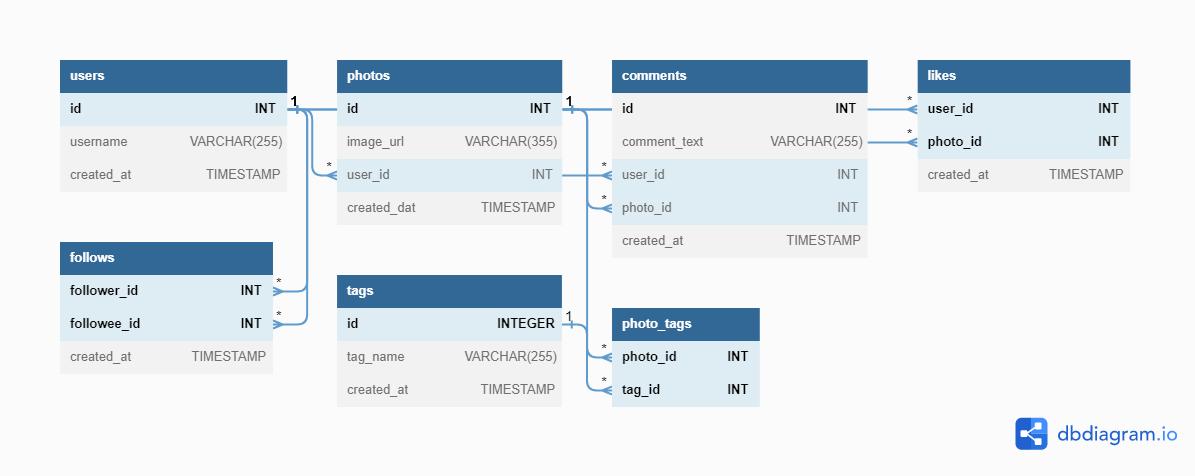 users
id INT
username VARCHAR(255)
created_at TIMESTAMP
1
photos
id INT
image_url VARCHAR(355)
* user_id INT
created_dat TIMESTAMP
1
comments
id INT
comment_text VARCHAR(255)
* user_id INT
* photo_id INT
created_at TIMESTAMP
likes
* user_id INT
* photo_id INT
created_at TIMESTAMP
follows
follower_id INT *
followee_id INT *
created_at TIMESTAMP
tags
id INTEGER 1
tag_name VARCHAR(255)
created_at TIMESTAMP
photo_tags
* photo_id INT
* tag_id INT
dbdiagram.io